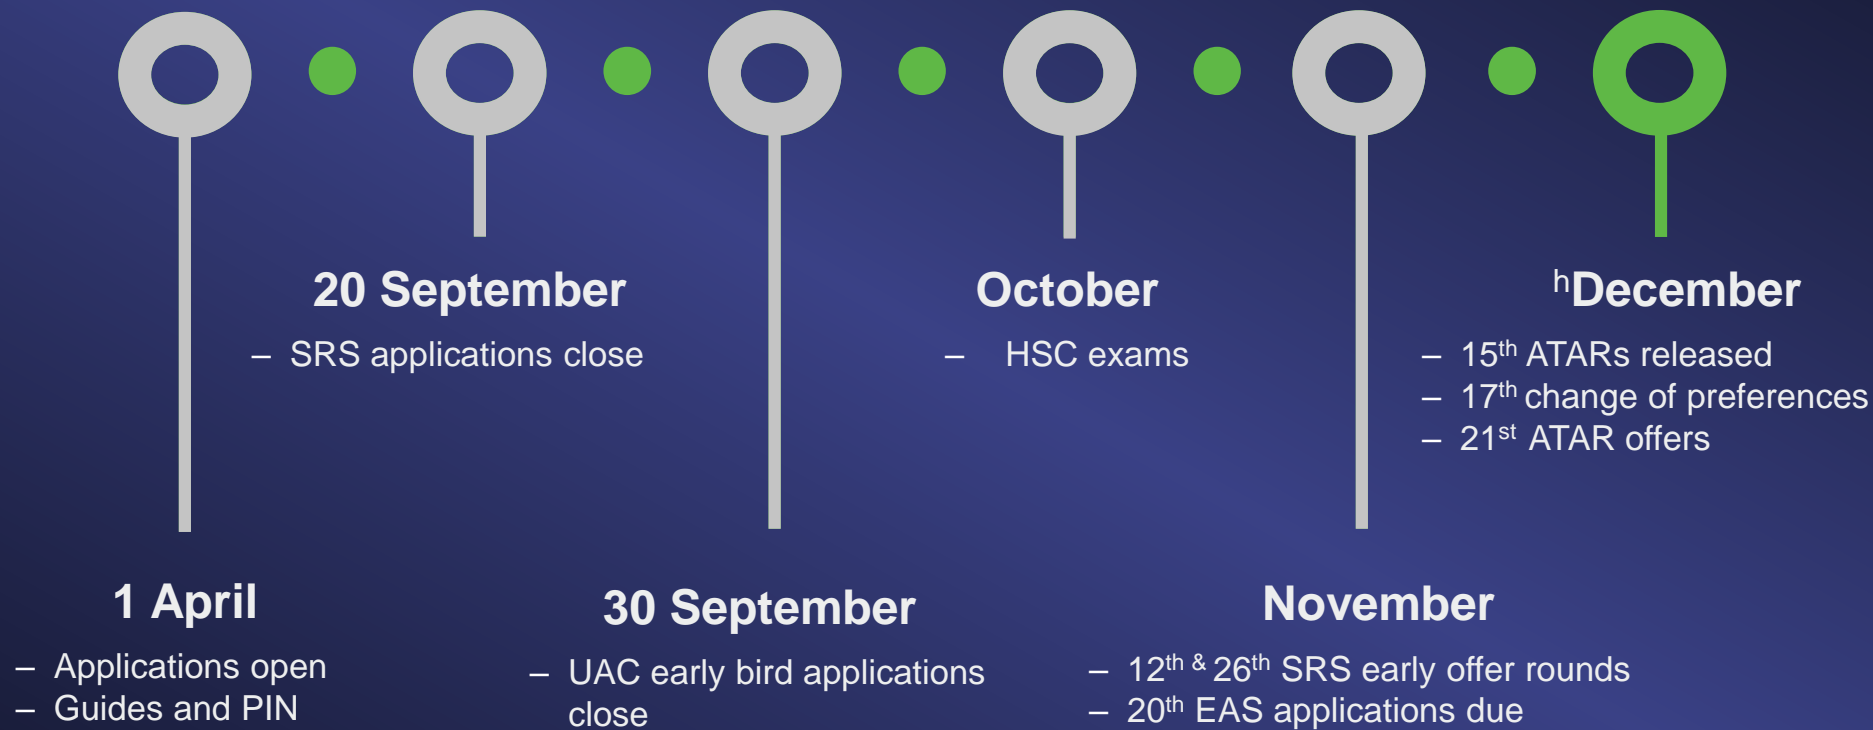 20 September
– SRS applications close
October
– HSC exams
hDecember
– 15th ATARs released
– 17th change of preferences
– 21st ATAR offers
1 April
– Applications open
– Guides and PIN
30 September
– UAC early bird applications
close
November
– 12th & 26th SRS early offer rounds
– 20th EAS applications due